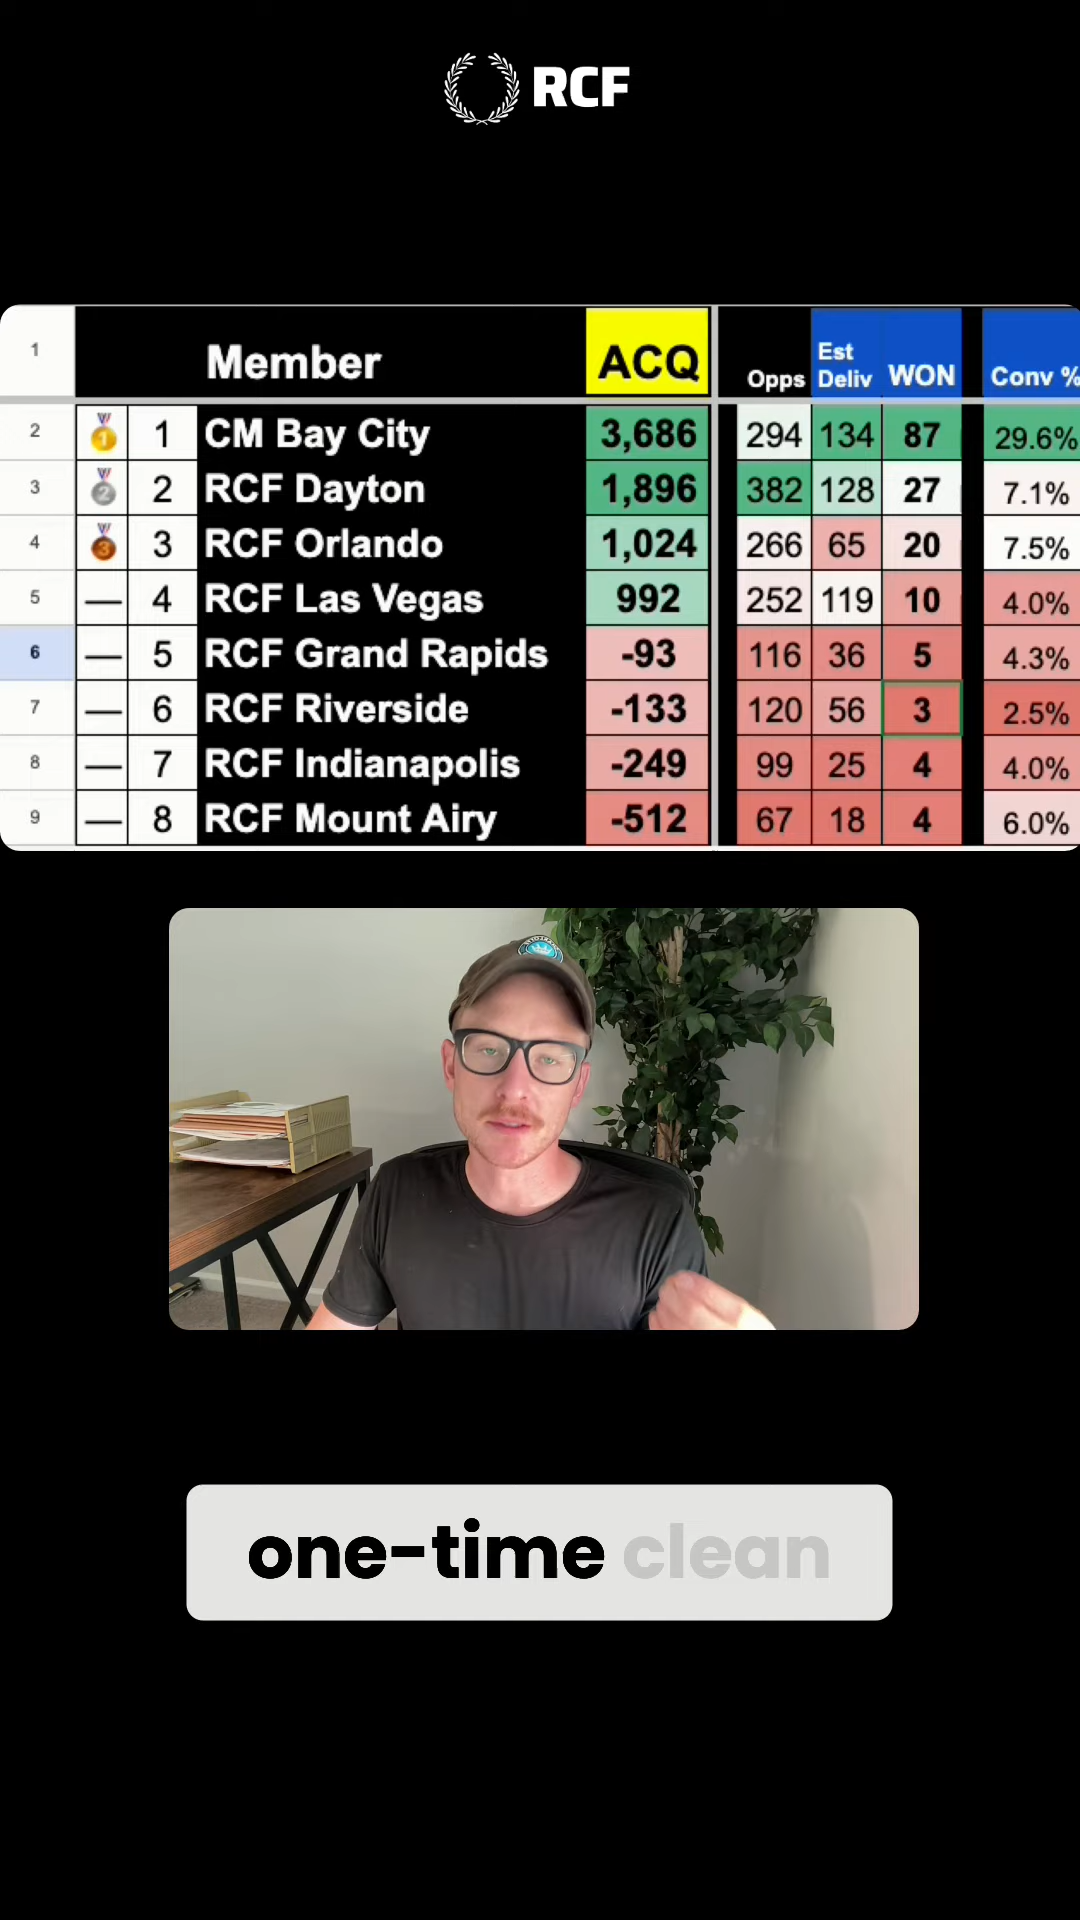 RCF
1 Member ACQ Opps Est Deliv WON Conv %
2 1 1 CM Bay City 3,686 294 134 87 29.6%
3 2 2 RCF Dayton 1,896 382 128 27 7.1%
4 3 3 RCF Orlando 1,024 266 65 20 7.5%
5 — 4 RCF Las Vegas 992 252 119 10 4.0%
6 — 5 RCF Grand Rapids -93 116 36 5 4.3%
7 — 6 RCF Riverside -133 120 56 3 2.5%
8 — 7 RCF Indianapolis -249 99 25 4 4.0%
9 — 8 RCF Mount Airy -512 67 18 4 6.0%
one-time clean